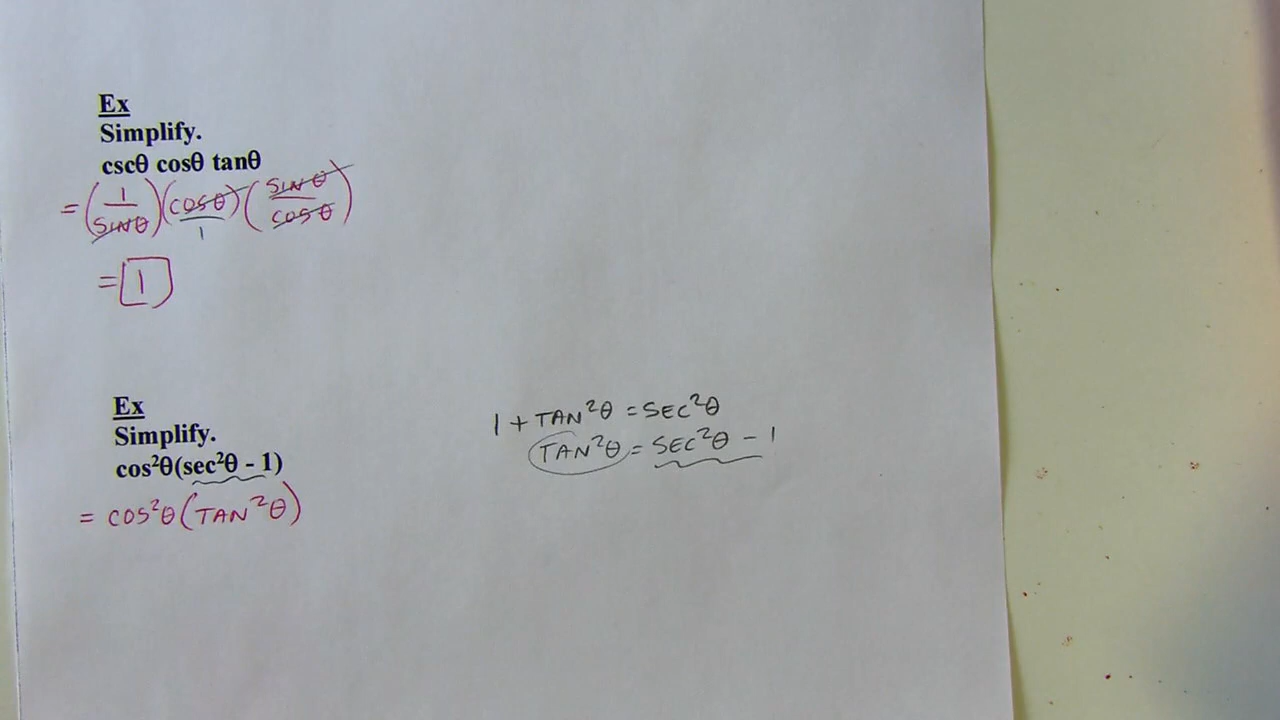 Ex
Simplify.
cscθ cosθ tanθ
= (1/SINθ)(COSθ/1)(SINθ/COSθ)
= 1
Ex
Simplify.
cos²θ(sec²θ - 1)
= COS²θ(TAN²θ)
1 + TAN²θ = SEC²θ
TAN²θ = SEC²θ - 1